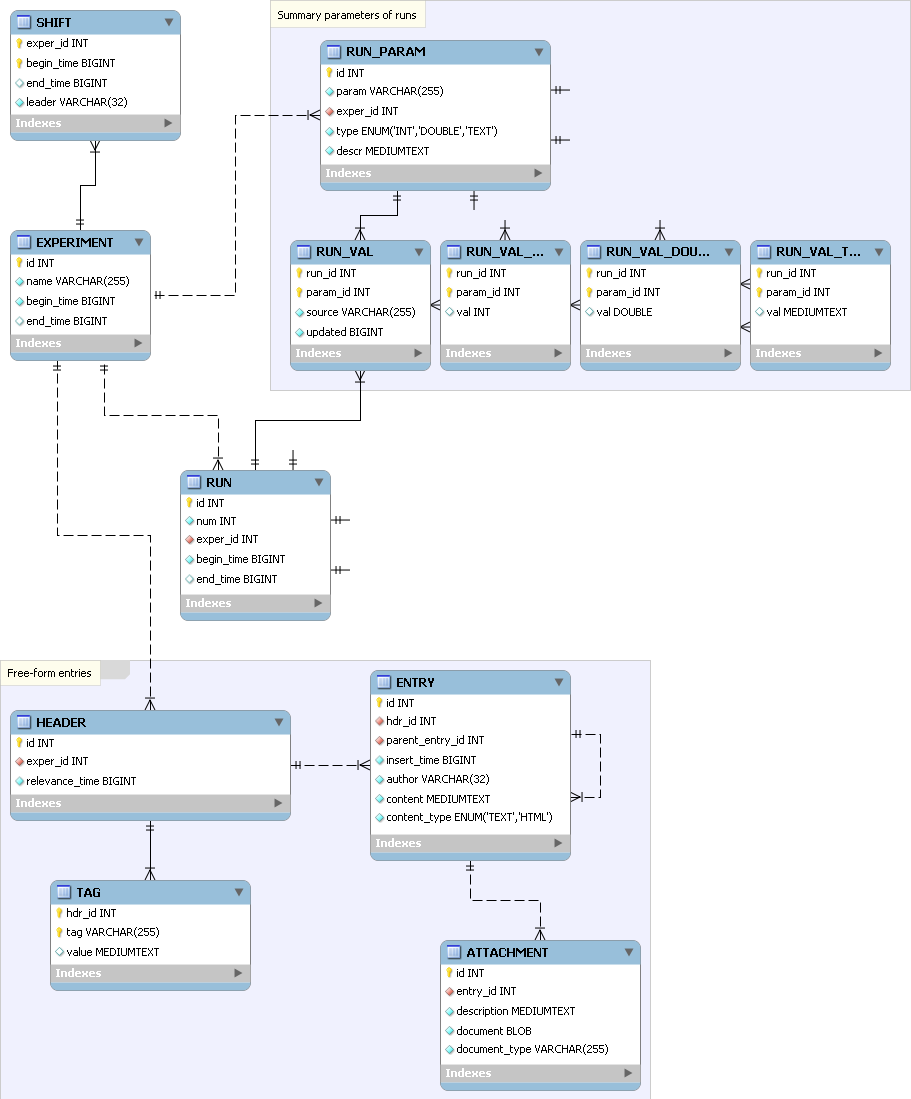 Summary parameters of runs
SHIFT
exper_id INT
begin_time BIGINT
end_time BIGINT
leader VARCHAR(32)
Indexes
RUN_PARAM
id INT
param VARCHAR(255)
exper_id INT
type ENUM('INT','DOUBLE','TEXT')
descr MEDIUMTEXT
Indexes
EXPERIMENT
id INT
name VARCHAR(255)
begin_time BIGINT
end_time BIGINT
Indexes
RUN_VAL
run_id INT
param_id INT
source VARCHAR(255)
updated BIGINT
Indexes
RUN_VAL_...
run_id INT
param_id INT
val INT
Indexes
RUN_VAL_DOU...
run_id INT
param_id INT
val DOUBLE
Indexes
RUN_VAL_T...
run_id INT
param_id INT
val MEDIUMTEXT
Indexes
RUN
id INT
num INT
exper_id INT
begin_time BIGINT
end_time BIGINT
Indexes
Free-form entries
HEADER
id INT
exper_id INT
relevance_time BIGINT
Indexes
ENTRY
id INT
hdr_id INT
parent_entry_id INT
insert_time BIGINT
author VARCHAR(32)
content MEDIUMTEXT
content_type ENUM('TEXT','HTML')
Indexes
TAG
hdr_id INT
tag VARCHAR(255)
value MEDIUMTEXT
Indexes
ATTACHMENT
id INT
entry_id INT
description MEDIUMTEXT
document BLOB
document_type VARCHAR(255)
Indexes